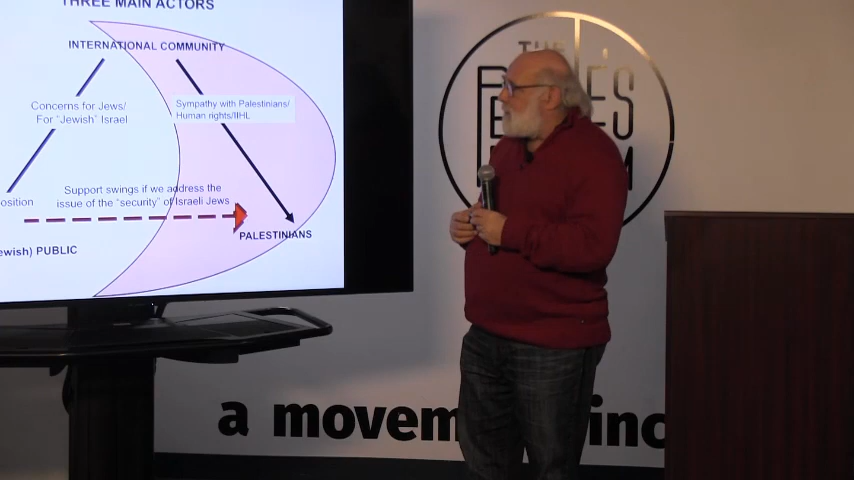 THREE MAIN ACTORS
INTERNATIONAL COMMUNITY
Concerns for Jews/
For "Jewish" Israel
Sympathy with Palestinians/
Human rights/IHL
Support swings if we address the
issue of the "security" of Israeli Jews
osition
PALESTINIANS
ewish) PUBLIC
THE
a movem
inc